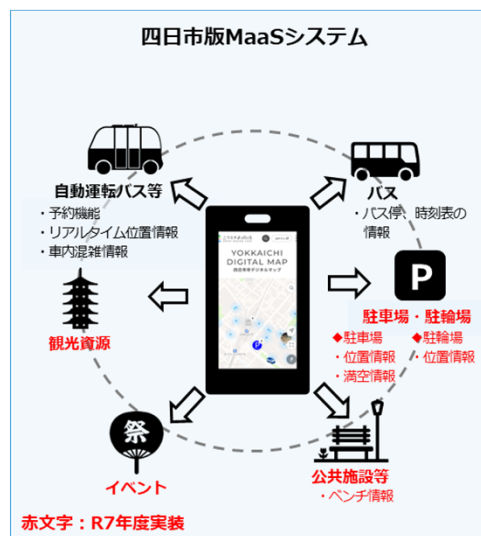 四日市版MaaSシステム
自動運転バス等
・予約機能
・リアルタイム位置情報
・車内混雑情報
バス
・バス停、時刻表の
情報
YOKKAICHI
DIGITAL MAP
四日市市デジタルマップ
P
P
駐車場・駐輪場
◆駐車場
・位置情報
・満空情報
◆駐輪場
・位置情報
観光資源
祭
イベント
公共施設等
・ベンチ情報
赤文字：R7年度実装